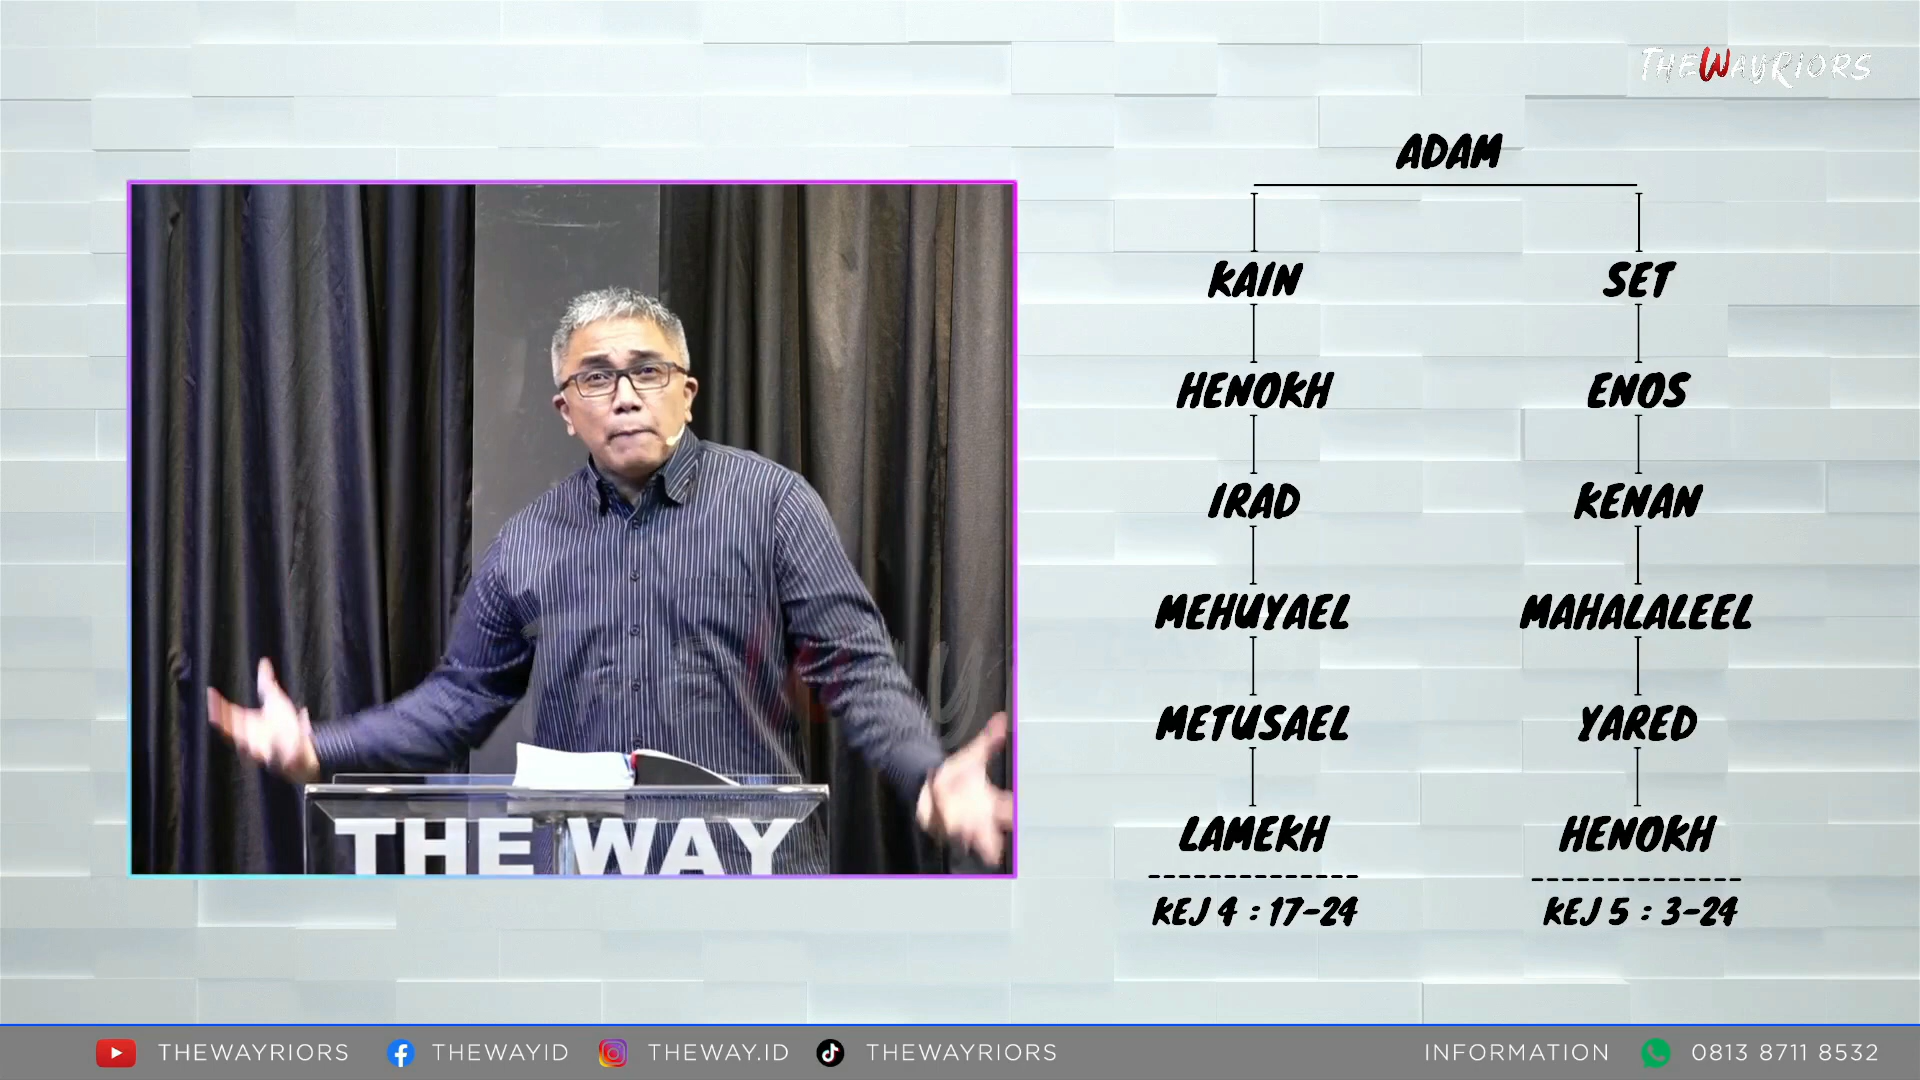 THEWAYRIORS
ADAM
KAIN SET
HENOKH ENOS
IRAD KENAN
MEHUYAEL MAHALALEEL
METUSAEL YARED
LAMEKH HENOKH
KEJ 4 : 17-24 KEJ 5 : 3-24
THE WAY
THEWAYRIORS THEWAYID THEWAY.ID THEWAYRIORS INFORMATION 0813 8711 8532